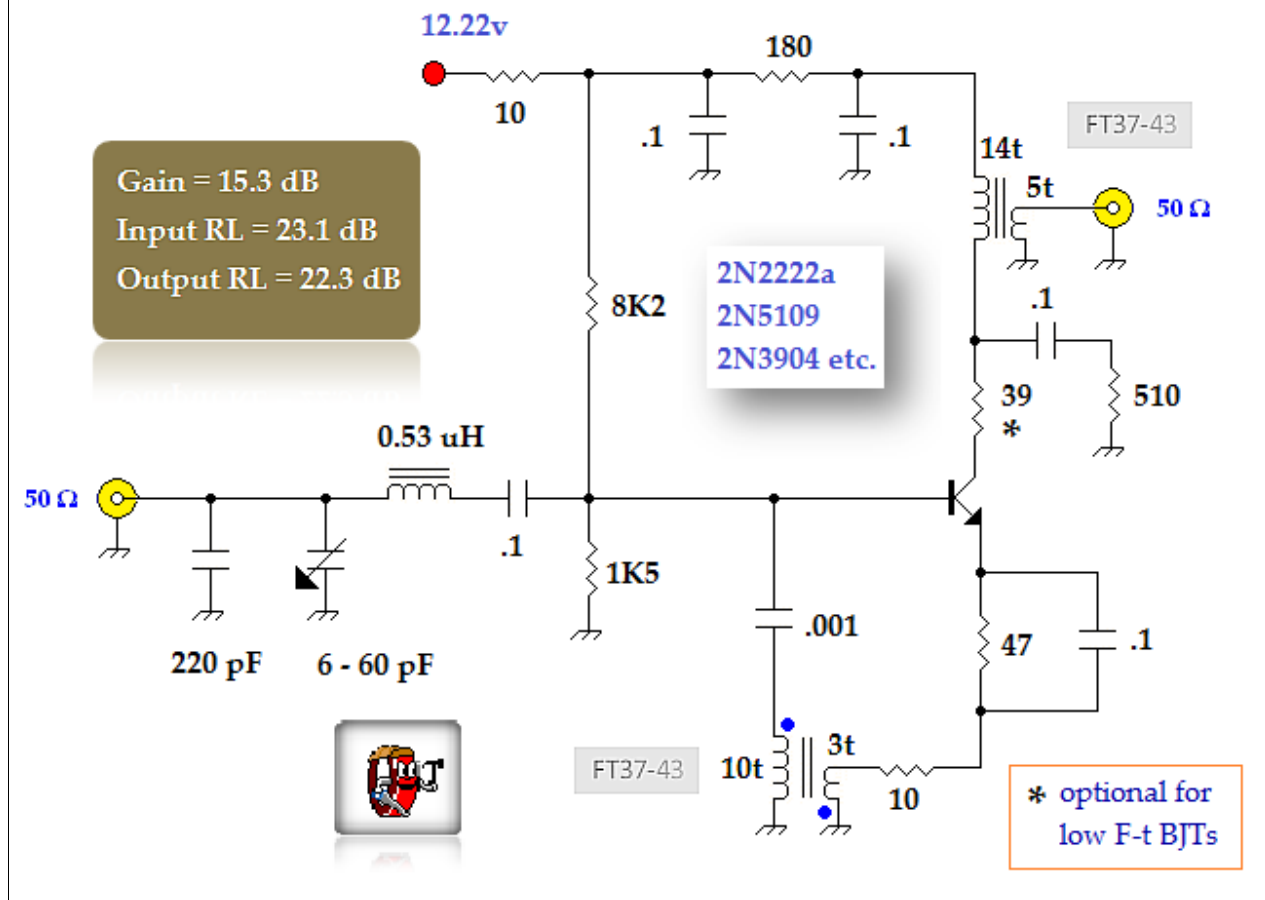 12.22v
180
10
.1
.1
FT37-43
14t
5t
50 Ω
Gain = 15.3 dB
Input RL = 23.1 dB
Output RL = 22.3 dB
2N2222a
2N5109
2N3904 etc.
8K2
.1
39
*
510
0.53 uH
50 Ω
.1
1K5
.001
47
.1
220 pF
6 - 60 pF
FT37-43
10t
3t
10
* optional for
low F-t BJTs